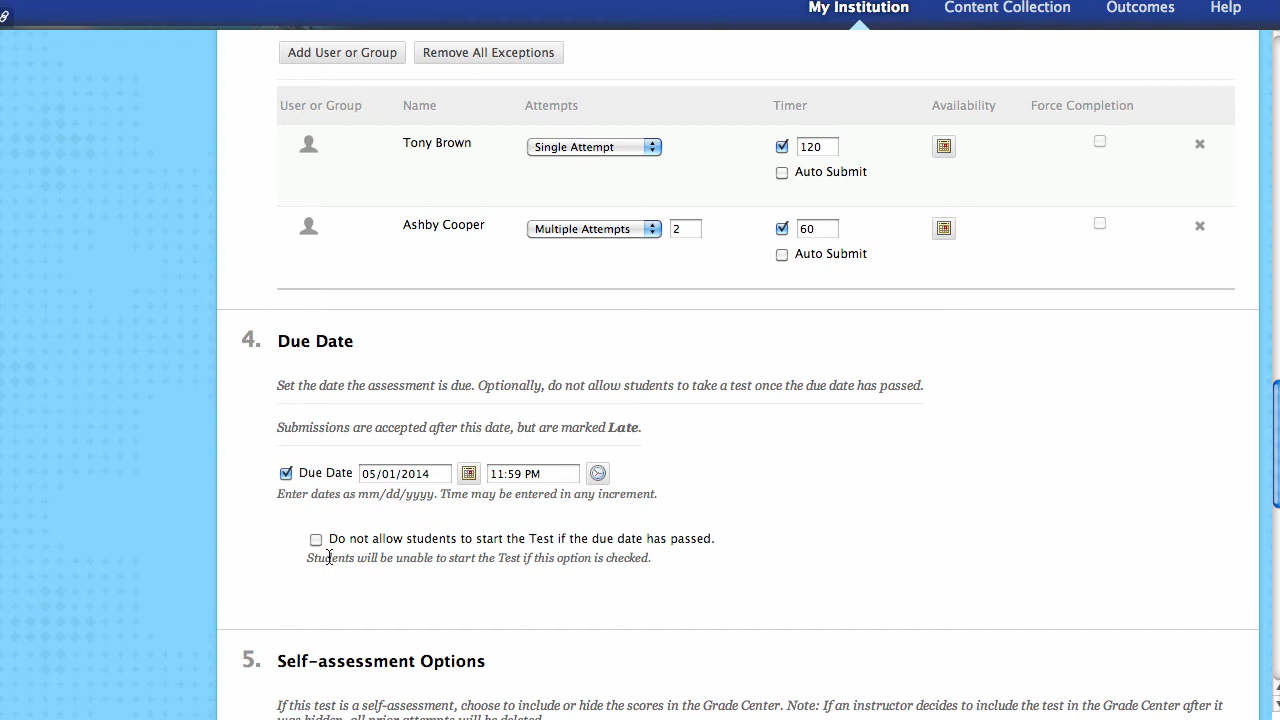 My Institution Content Collection Outcomes Help
Add User or Group Remove All Exceptions
User or Group Name Attempts Timer Availability Force Completion
Tony Brown Single Attempt 120
Auto Submit
Ashby Cooper Multiple Attempts 2 60
Auto Submit
4. Due Date
Set the date the assessment is due. Optionally, do not allow students to take a test once the due date has passed.
Submissions are accepted after this date, but are marked Late.
Due Date 05/01/2014 11:59 PM
Enter dates as mm/dd/yyyy. Time may be entered in any increment.
Do not allow students to start the Test if the due date has passed.
Students will be unable to start the Test if this option is checked.
5. Self-assessment Options
If this test is a self-assessment, choose to include or hide the scores in the Grade Center. Note: If an instructor decides to include the test in the Grade Center after it
was hidden, all prior attempts will be deleted.